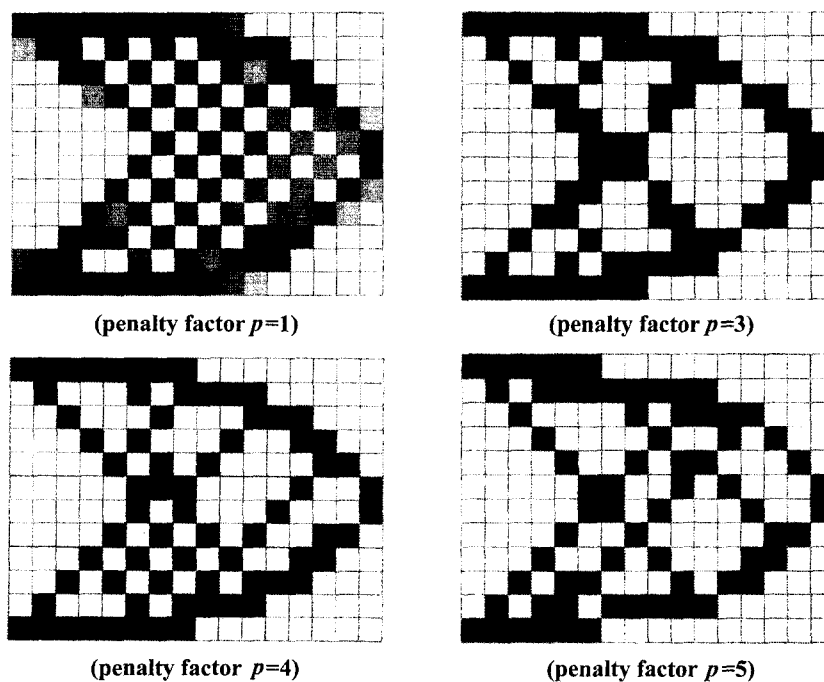 (penalty factor p=1)
(penalty factor p=3)
(penalty factor p=4)
(penalty factor p=5)